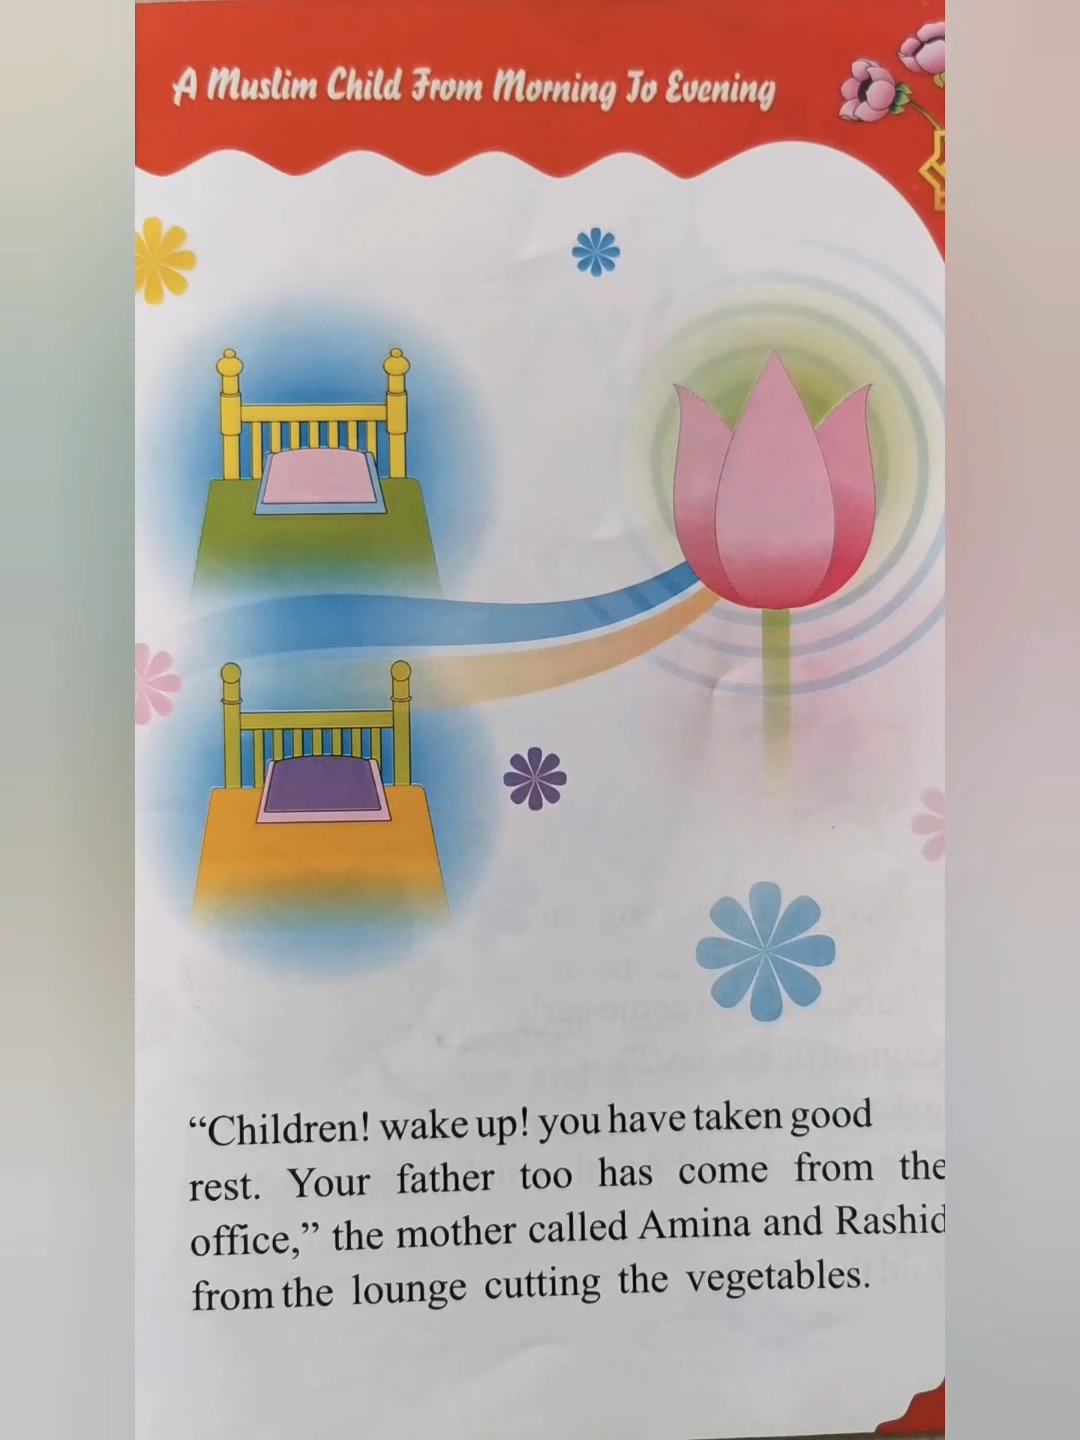 A Muslim Child From Morning To Evening
“Children! wake up! you have taken good
rest. Your father too has come from the
office,” the mother called Amina and Rashid
from the lounge cutting the vegetables.